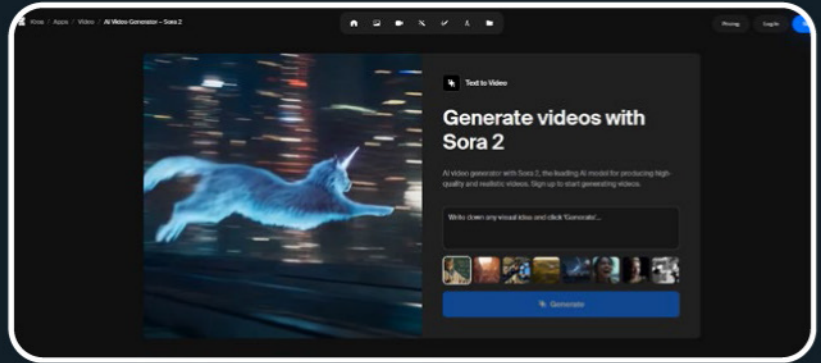 Krea / Apps / Video / AI Video Generator – Sora 2
Pricing
Log In
Text to Video
Generate videos with
Sora 2
AI video generator with Sora 2, the leading AI model for producing high-
quality and realistic videos. Sign up to start generating videos.
Write down any visual idea and click 'Generate'...
Generate